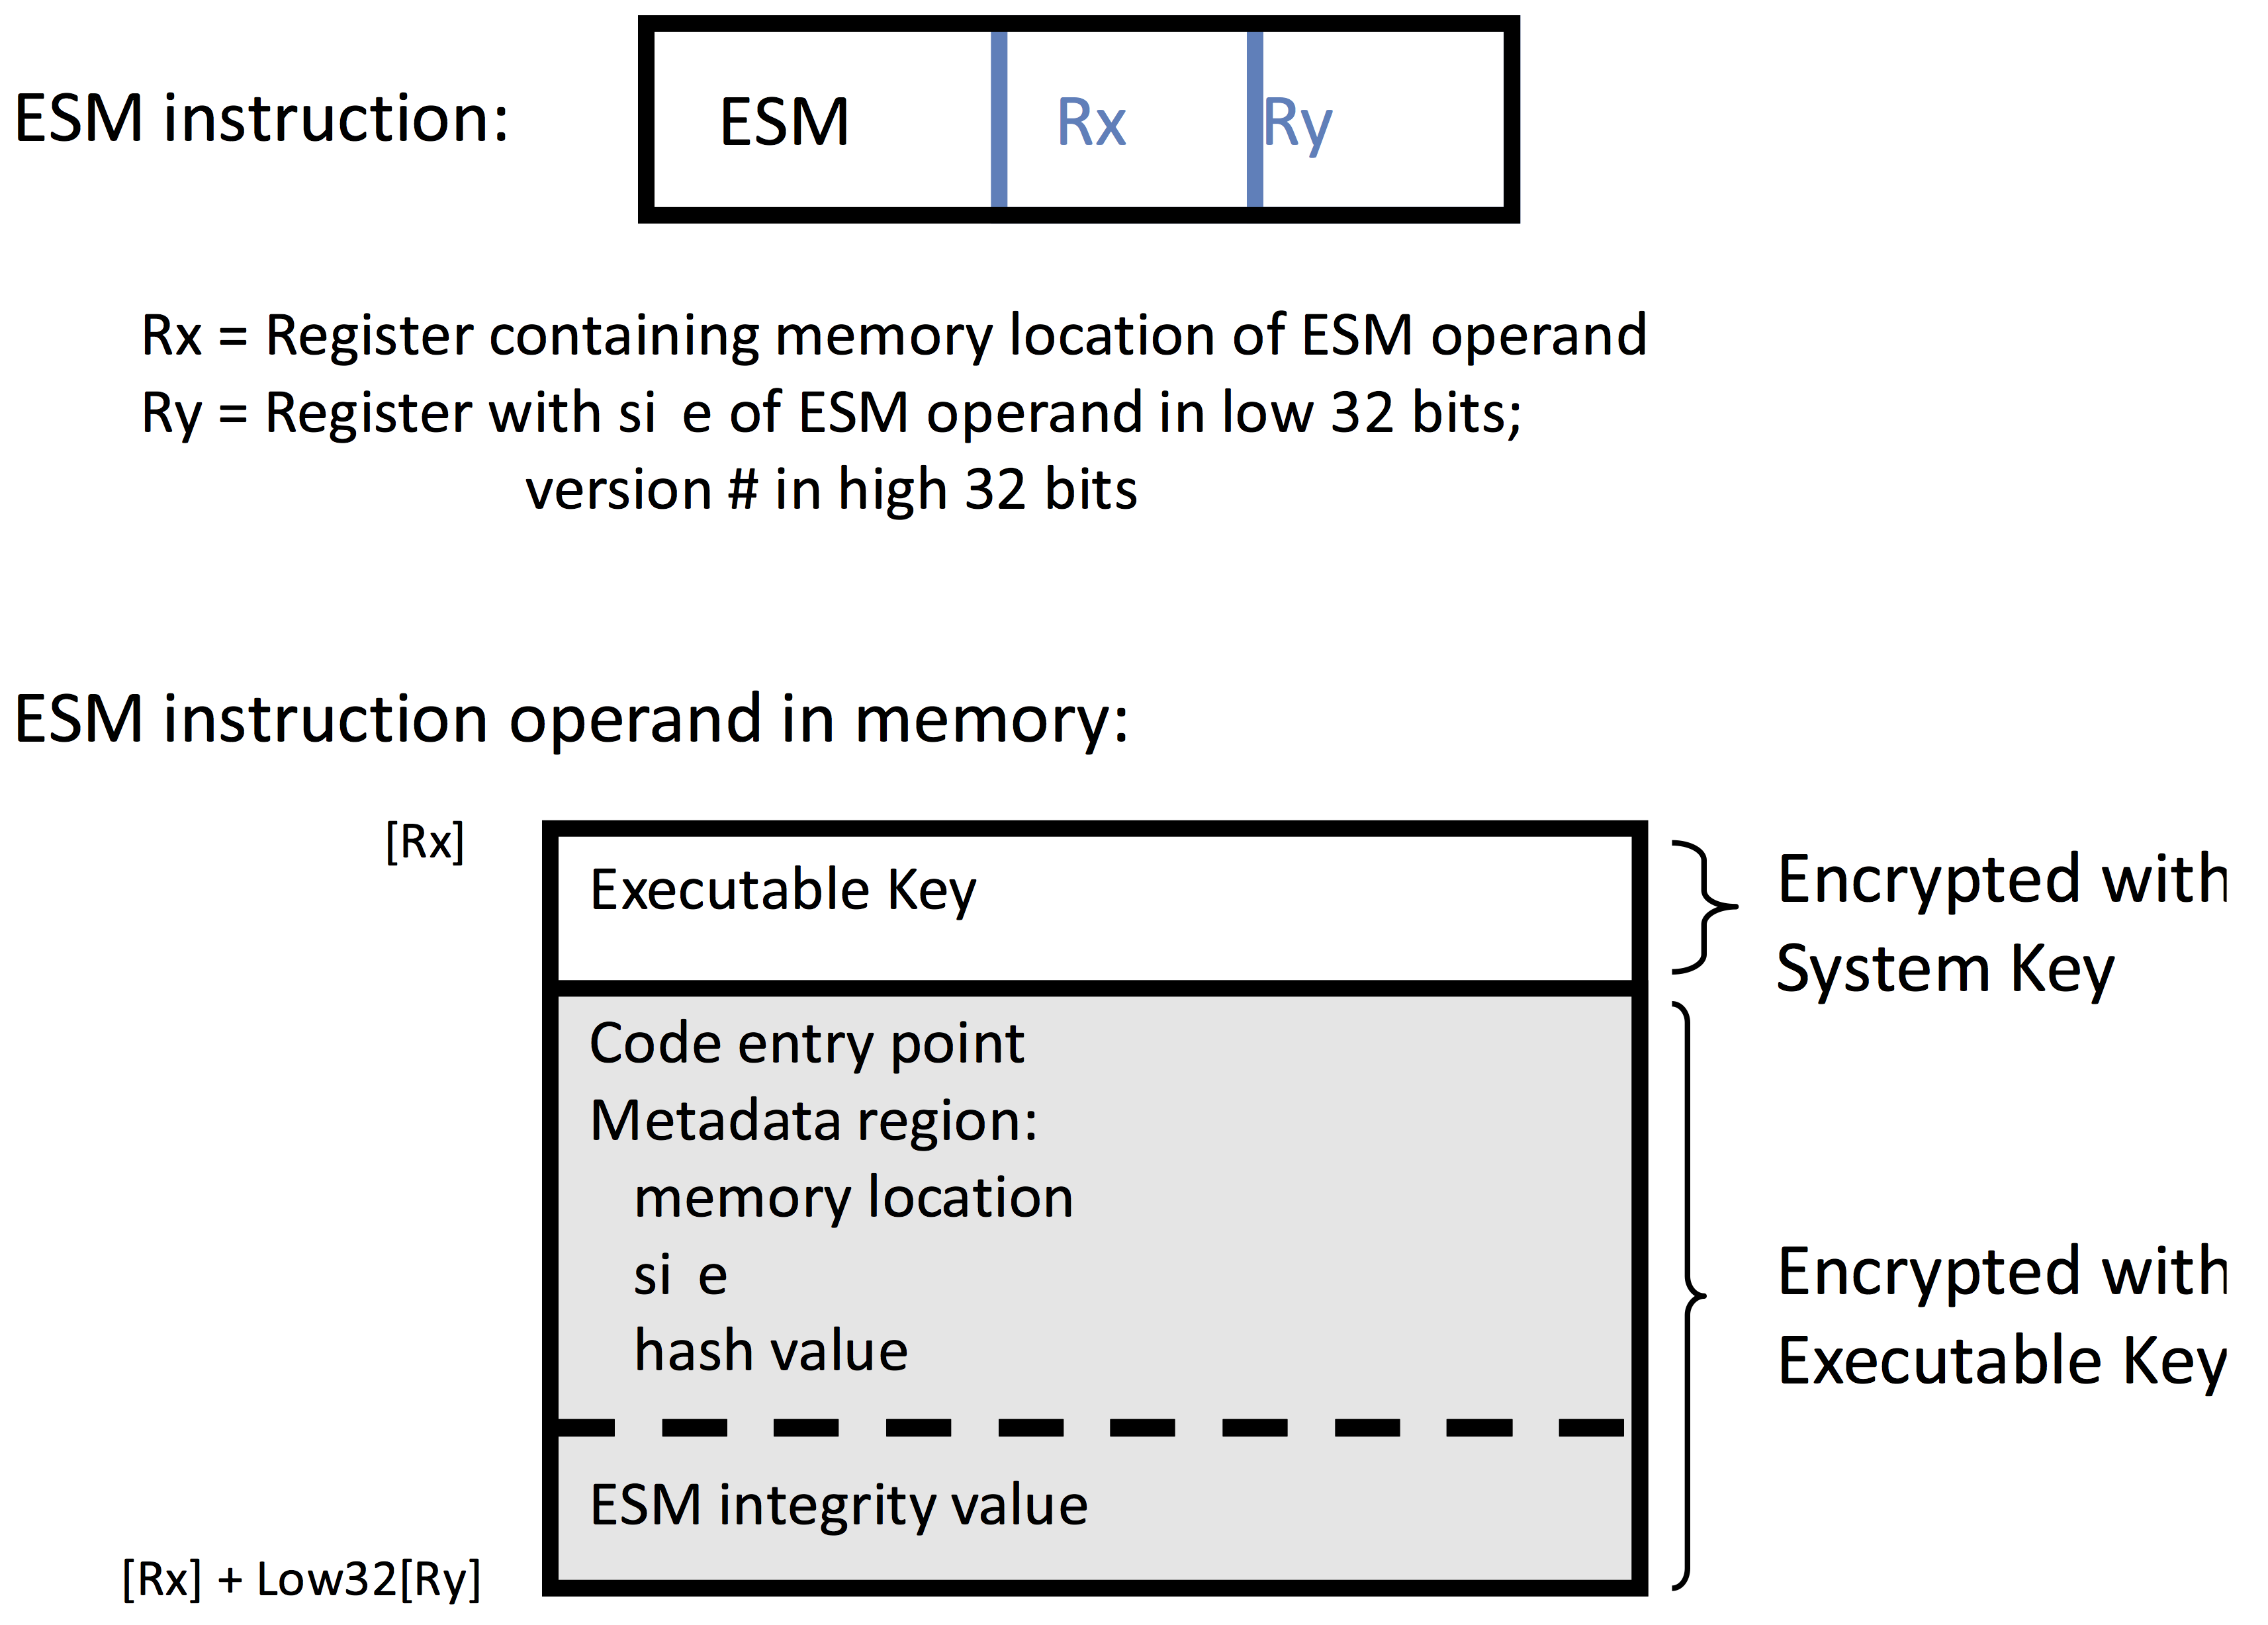 ESM instruction:
ESM Rx Ry
Rx = Register containing memory location of ESM operand
Ry = Register with si e of ESM operand in low 32 bits;
version # in high 32 bits
ESM instruction operand in memory:
[Rx]
Executable Key
Encrypted with
System Key
Code entry point
Metadata region:
memory location
si e
hash value
Encrypted with
Executable Key
ESM integrity value
[Rx] + Low32[Ry]